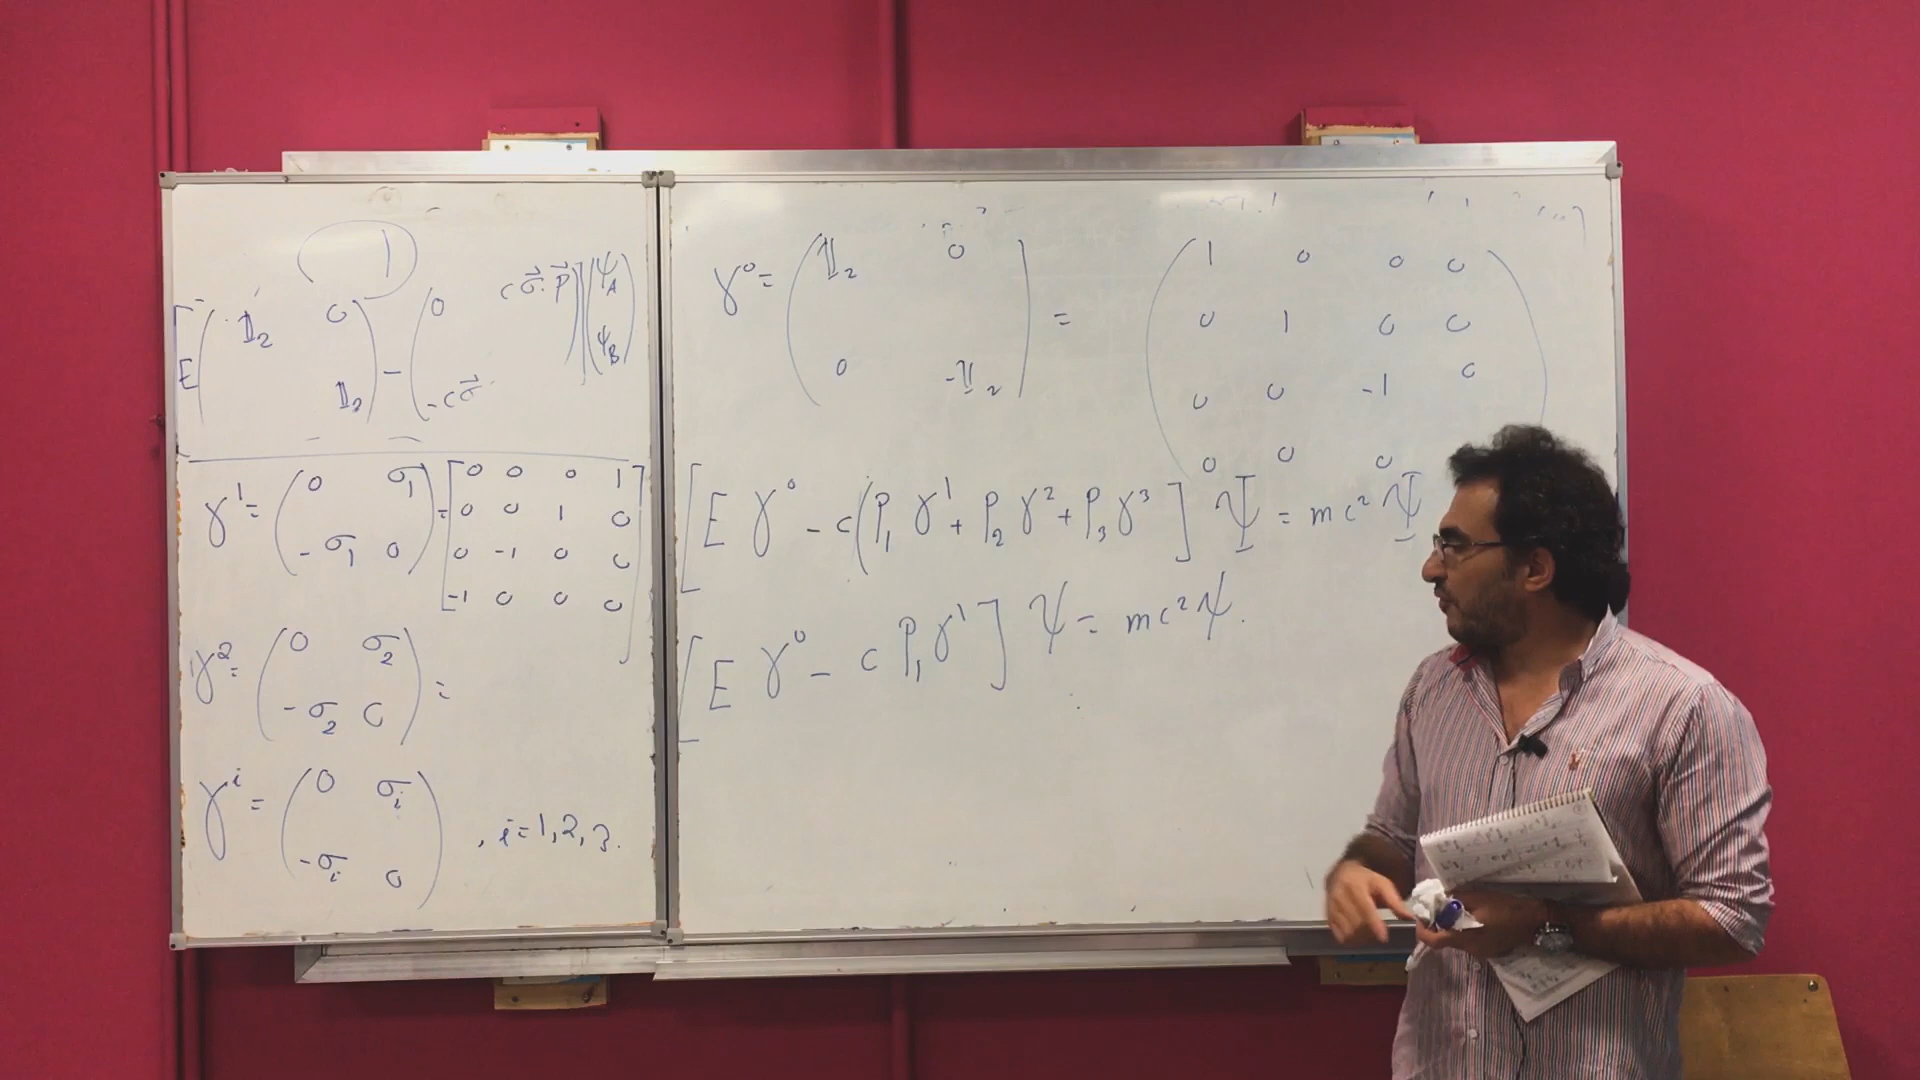 [E ( 𝟙₂ 0 0 𝟙₂ ) - ( 0 c σ⃗·p⃗ -c σ⃗ ) ] ( ψ_A ψ_B )
γ¹ = ( 0 σ₁ -σ₁ 0 ) = [ 0 0 0 1
0 0 1 0
0 -1 0 0
-1 0 0 0 ]
γ² = ( 0 σ₂ -σ₂ 0 ) =
γⁱ = ( 0 σᵢ -σᵢ 0 ) , i = 1, 2, 3.
γ⁰ = ( 𝟙₂ 0 0 -𝟙₂ ) = ( 1 0 0 0
0 1 0 0
0 0 -1 0
0 0 0
[ E γ⁰ - c ( P₁ γ¹ + P₂ γ² + P₃ γ³ ] Ψ = mc² Ψ
[ E γ⁰ - c P₁ γ¹ ] ψ = mc² ψ.